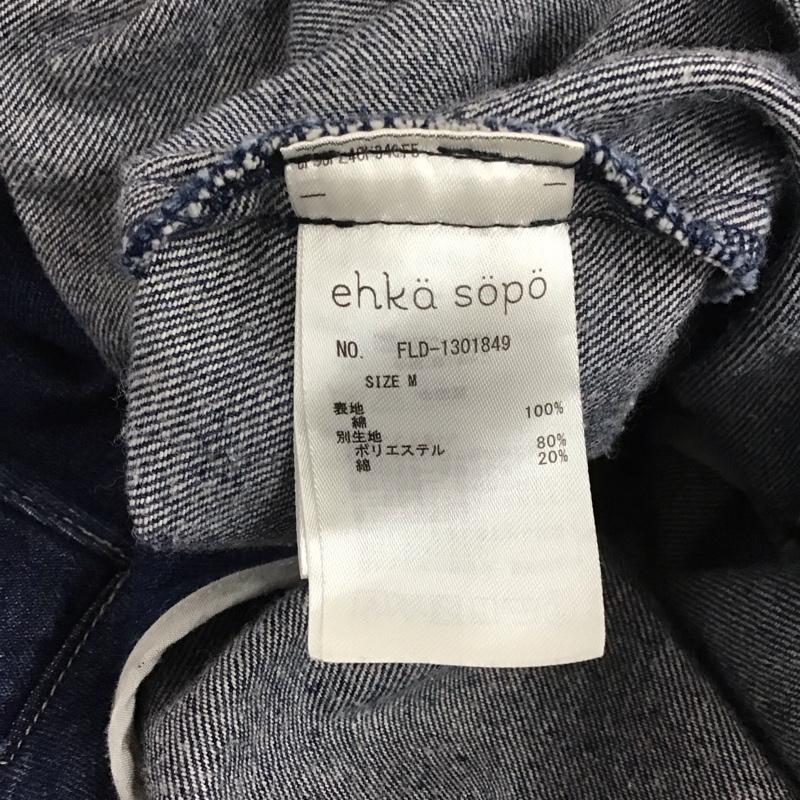 ehkä söpö
NO. FLD-1301849
SIZE M
表地
綿 100%
別生地
ポリエステル 80%
綿 20%